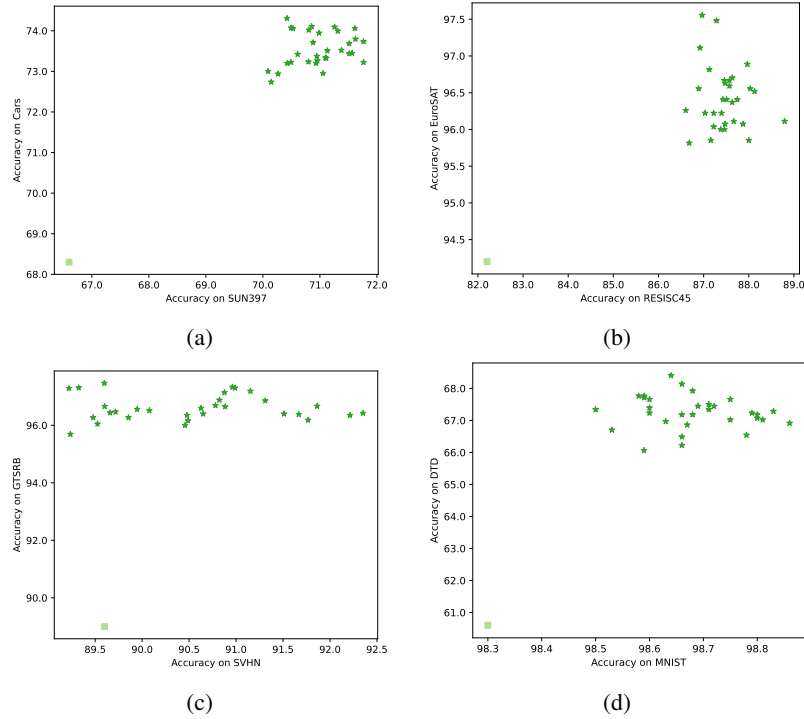 74.0
73.0
72.0
71.0
70.0
69.0
68.0
Accuracy on Cars
67.0 68.0 69.0 70.0 71.0 72.0
Accuracy on SUN397
(a)
97.5
97.0
96.5
96.0
95.5
95.0
94.5
Accuracy on EuroSAT
82.0 83.0 84.0 85.0 86.0 87.0 88.0 89.0
Accuracy on RESISC45
(b)
96.0
94.0
92.0
90.0
Accuracy on GTSRB
89.5 90.0 90.5 91.0 91.5 92.0 92.5
Accuracy on SVHN
(c)
68.0
67.0
66.0
65.0
64.0
63.0
62.0
61.0
Accuracy on DTD
98.3 98.4 98.5 98.6 98.7 98.8
Accuracy on MNIST
(d)